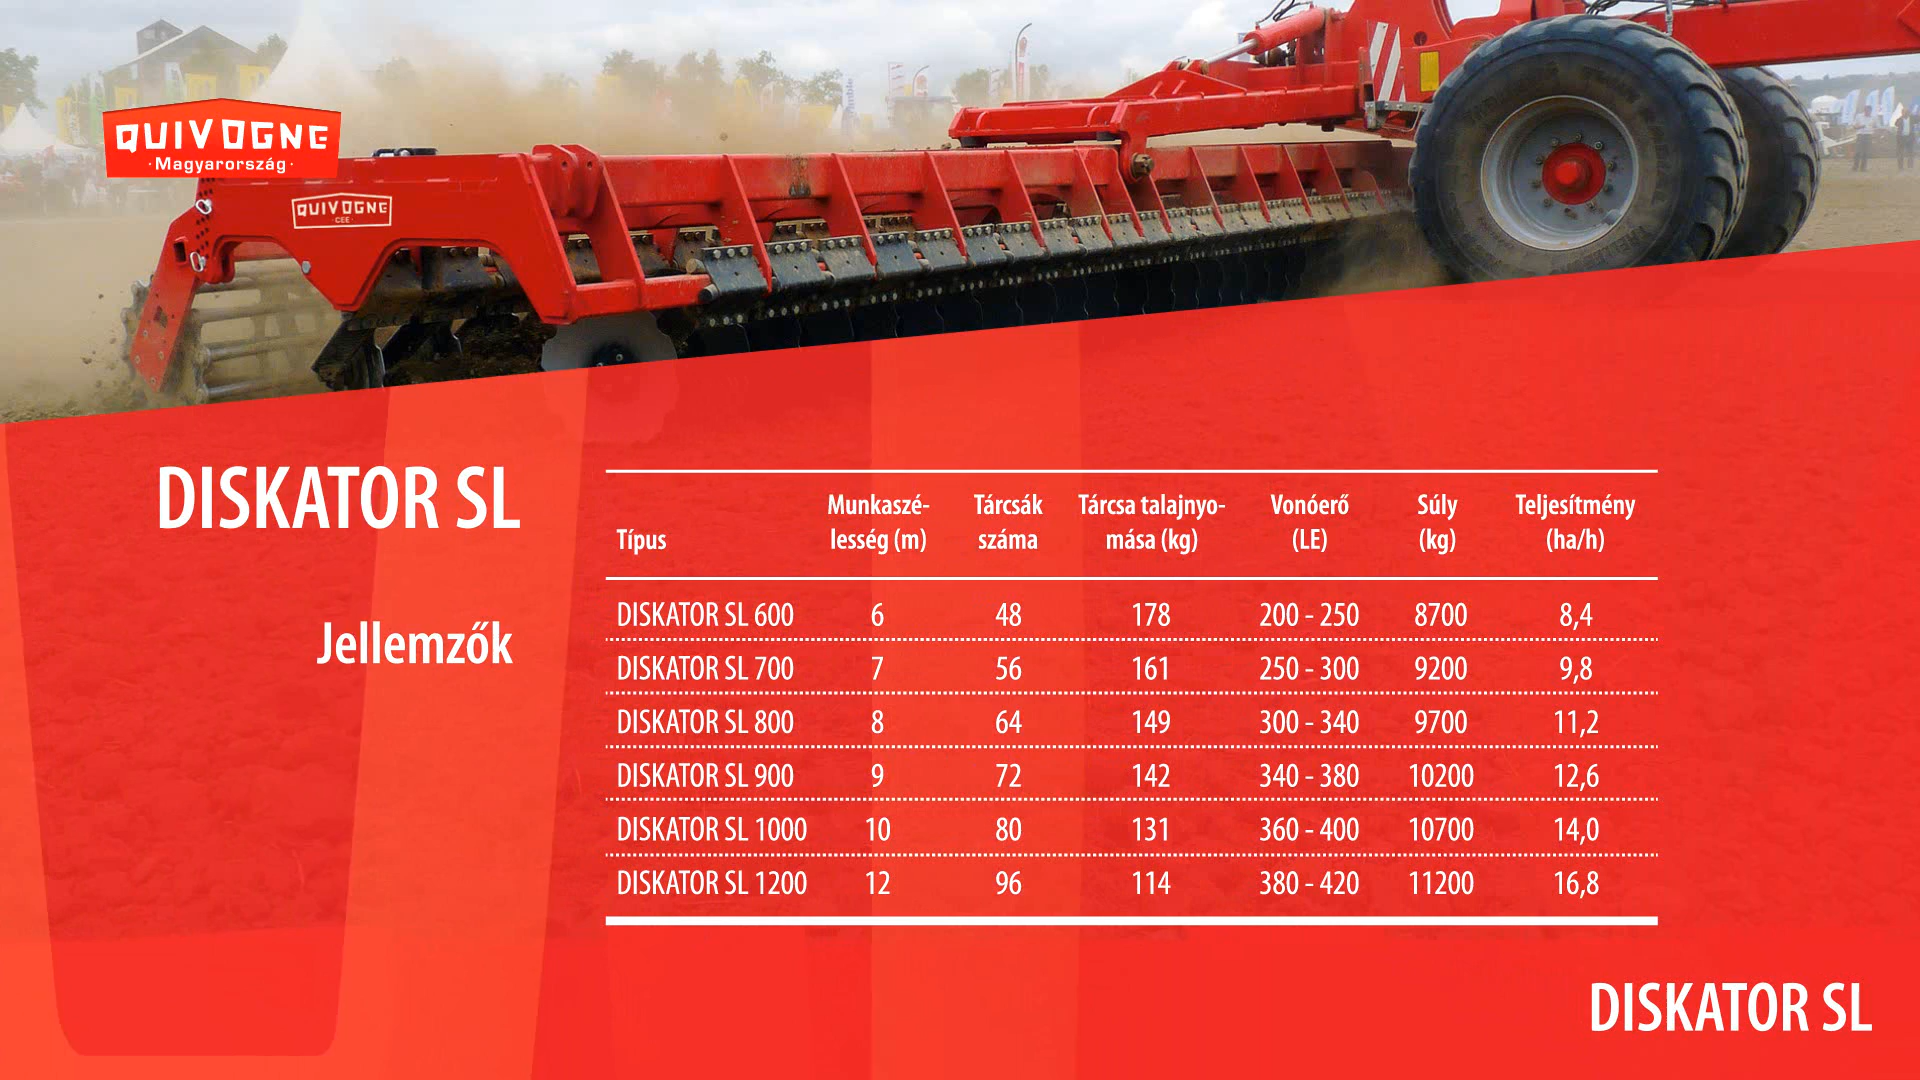 QUIVOGNE
·Magyarország·
QUIVOGNE
·CEE·
DISKATOR SL
Jellemzők
Típus Munkaszé-lesség (m) Tárcsák száma Tárcsa talajnyo-mása (kg) Vonóerő (LE) Súly (kg) Teljesítmény (ha/h)
DISKATOR SL 600 6 48 178 200 - 250 8700 8,4
DISKATOR SL 700 7 56 161 250 - 300 9200 9,8
DISKATOR SL 800 8 64 149 300 - 340 9700 11,2
DISKATOR SL 900 9 72 142 340 - 380 10200 12,6
DISKATOR SL 1000 10 80 131 360 - 400 10700 14,0
DISKATOR SL 1200 12 96 114 380 - 420 11200 16,8
DISKATOR SL